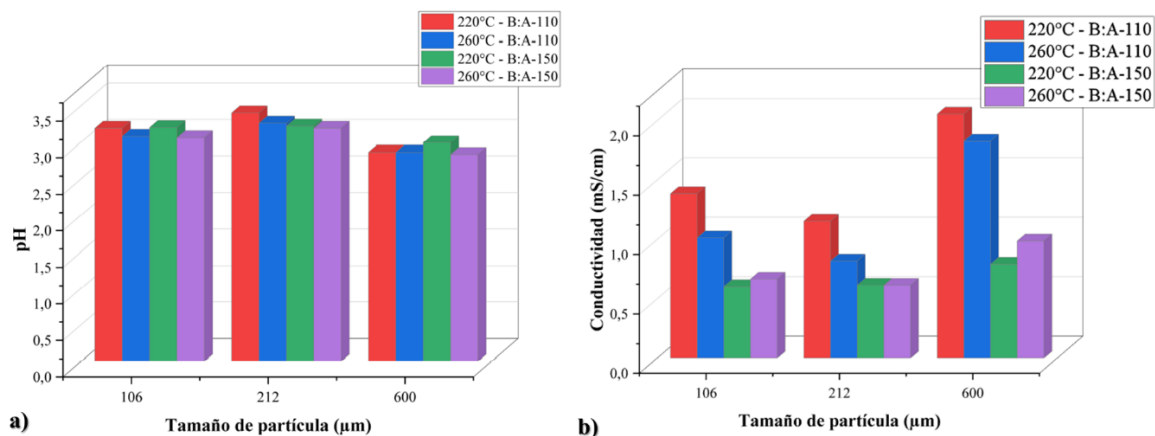 220°C - B:A-110
260°C - B:A-110
220°C - B:A-150
260°C - B:A-150
3,5
3,0
2,5
2,0
1,5
1,0
0,5
0,0
pH
106
212
600
Tamaño de partícula (µm)
a)
220°C - B:A-110
260°C - B:A-110
220°C - B:A-150
260°C - B:A-150
2,0
1,5
1,0
0,5
0,0
Conductividad (mS/cm)
106
212
600
Tamaño de partícula (µm)
b)